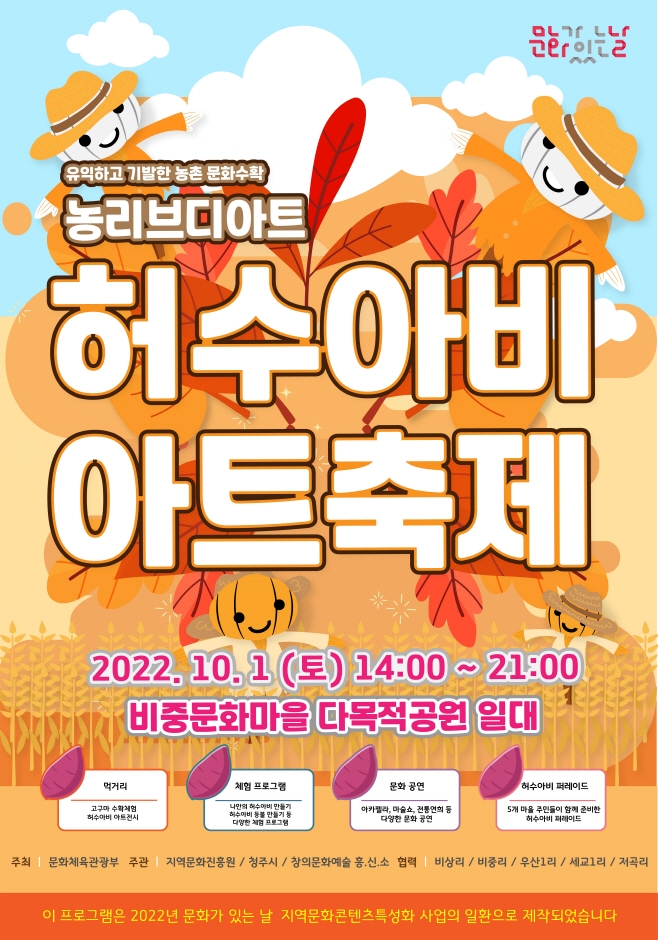 문화가있는날
유익하고 기발한 농촌 문화수확
농리브디아트
허수아비
아트축제
2022. 10. 1 (토) 14:00 ~ 21:00
비중문화마을 다목적공원 일대
먹거리
고구마 수확체험
허수아비 아트전시
체험 프로그램
나만의 허수아비 만들기
허수아비 등불 만들기 등
다양한 체험 프로그램
문화 공연
아카펠라, 마술쇼, 전통연희 등
다양한 문화 공연
허수아비 퍼레이드
5개 마을 주민들이 함께 준비한
허수아비 퍼레이드
주최 | 문화체육관광부 주관 | 지역문화진흥원 / 청주시 / 창의문화예술 흥.신.소 협력 | 비상리 / 비중리 / 우산1리 / 세교1리 / 저곡리
이 프로그램은 2022년 문화가 있는 날 지역문화콘텐츠특성화 사업의 일환으로 제작되었습니다